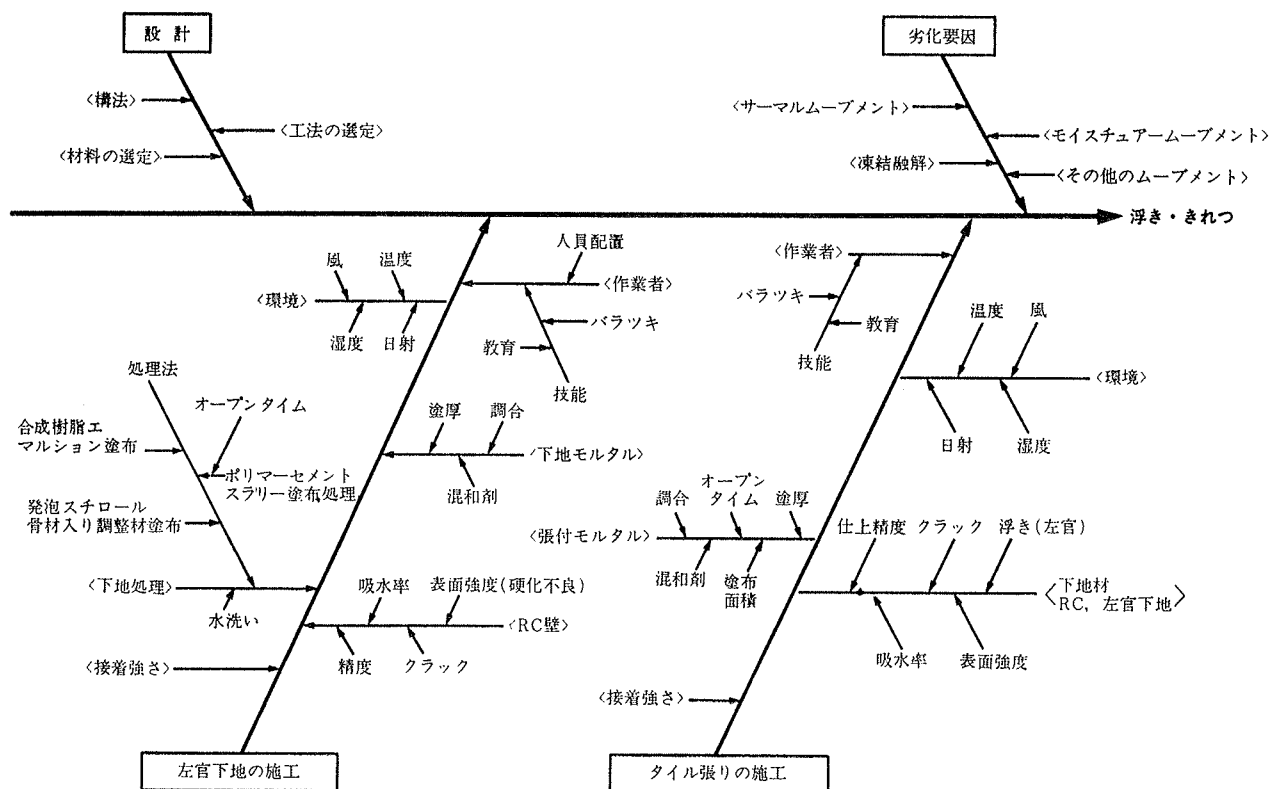 設計
〈構法〉
〈工法の選定〉
〈材料の選定〉
劣化要因
〈サーマルムーブメント〉
〈モイスチュアームーブメント〉
〈凍結融解〉
〈その他のムーブメント〉
浮き・きれつ
〈環境〉
風
温度
湿度
日射
人員配置
〈作業者〉
バラツキ
教育
技能
処理法
オープンタイム
合成樹脂エ
マルション塗布
ポリマーセメント
スラリー塗布処理
発泡スチロール
骨材入り調整材塗布
〈下地処理〉
水洗い
塗厚
調合
〈下地モルタル〉
混和剤
吸水率
表面強度(硬化不良)
〈RC壁〉
精度
クラック
〈接着強さ〉
左官下地の施工
〈作業者〉
バラツキ
教育
技能
温度
風
〈環境〉
日射
湿度
調合
オープン
タイム
塗厚
〈張付モルタル〉
混和剤
塗布
面積
仕上精度
クラック
浮き(左官)
〈下地材
RC，左官下地〉
吸水率
表面強度
〈接着強さ〉
タイル張りの施工